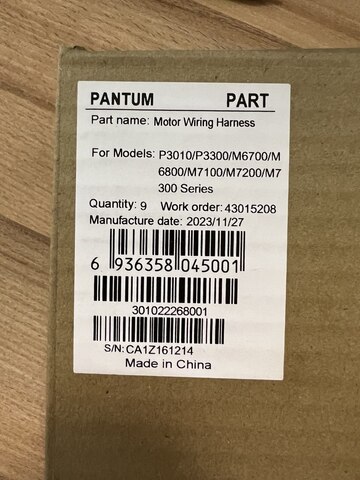 PANTUM PART
Part name: Motor Wiring Harness
For Models: P3010/P3300/M6700/M
6800/M7100/M7200/M7
300 Series
Quantity: 9 Work order: 43015208
Manufacture date: 2023/11/27
6 936358 045001
301022268001
S/N:CA1Z161214
Made in China